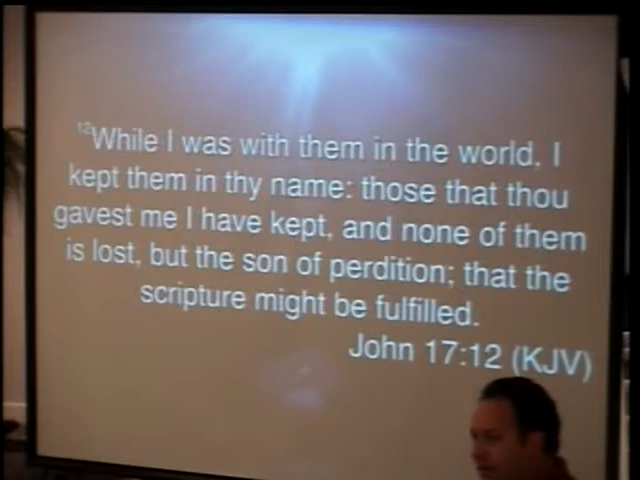 12While I was with them in the world, I
kept them in thy name: those that thou
gavest me I have kept, and none of them
is lost, but the son of perdition; that the
scripture might be fulfilled.
John 17:12 (KJV)